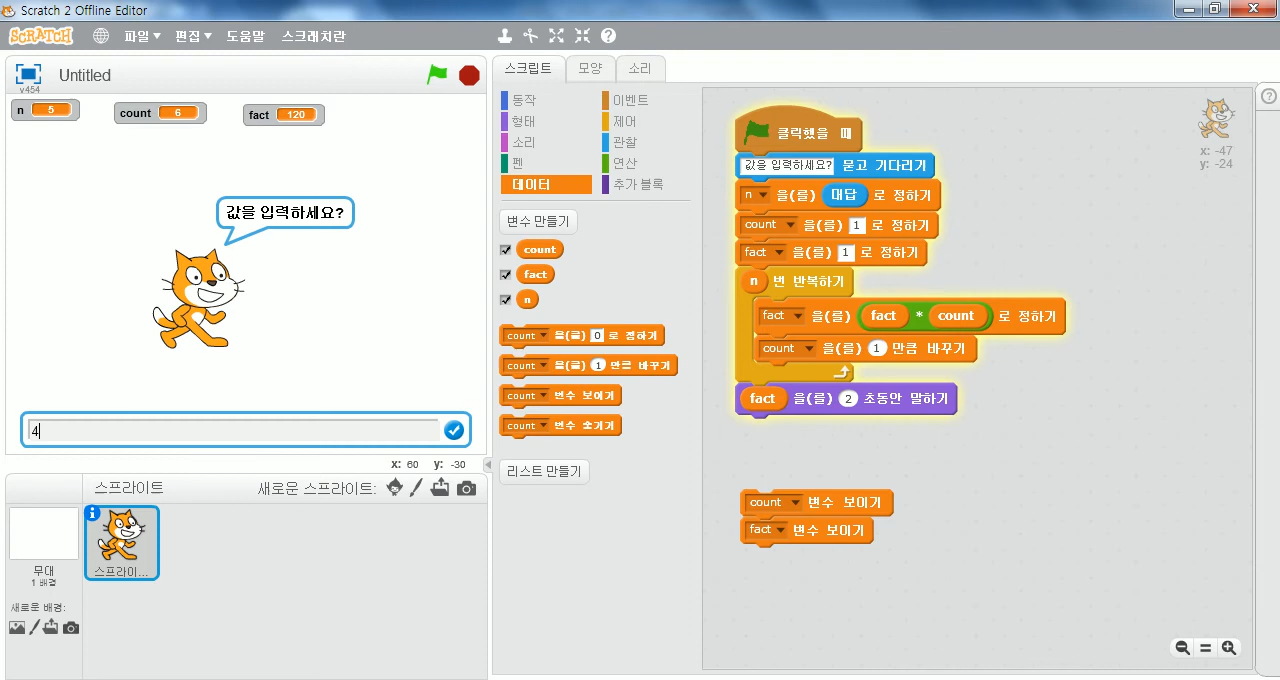 Scratch 2 Offline Editor
SCRATCH 파일 편집 도움말 스크래치란
v454 Untitled
n 5 count 6 fact 120
값을 입력하세요?
4
x: 60 y: -30
스프라이트 새로운 스프라이트:
무대
1 배경
스프라이...
새로운 배경:
스크립트 모양 소리
동작 이벤트
형태 제어
소리 관찰
펜 연산
데이터 추가 블록
변수 만들기
count
fact
n
count 을(를) 0 로 정하기
count 을(를) 1 만큼 바꾸기
count 변수 보이기
count 변수 숨기기
리스트 만들기
클릭했을 때
값을 입력하세요? 묻고 기다리기
n 을(를) 대답 로 정하기
count 을(를) 1 로 정하기
fact 을(를) 1 로 정하기
n 번 반복하기
fact 을(를) fact * count 로 정하기
count 을(를) 1 만큼 바꾸기
fact 을(를) 2 초동안 말하기
count 변수 보이기
fact 변수 보이기
x: -47
y: -24